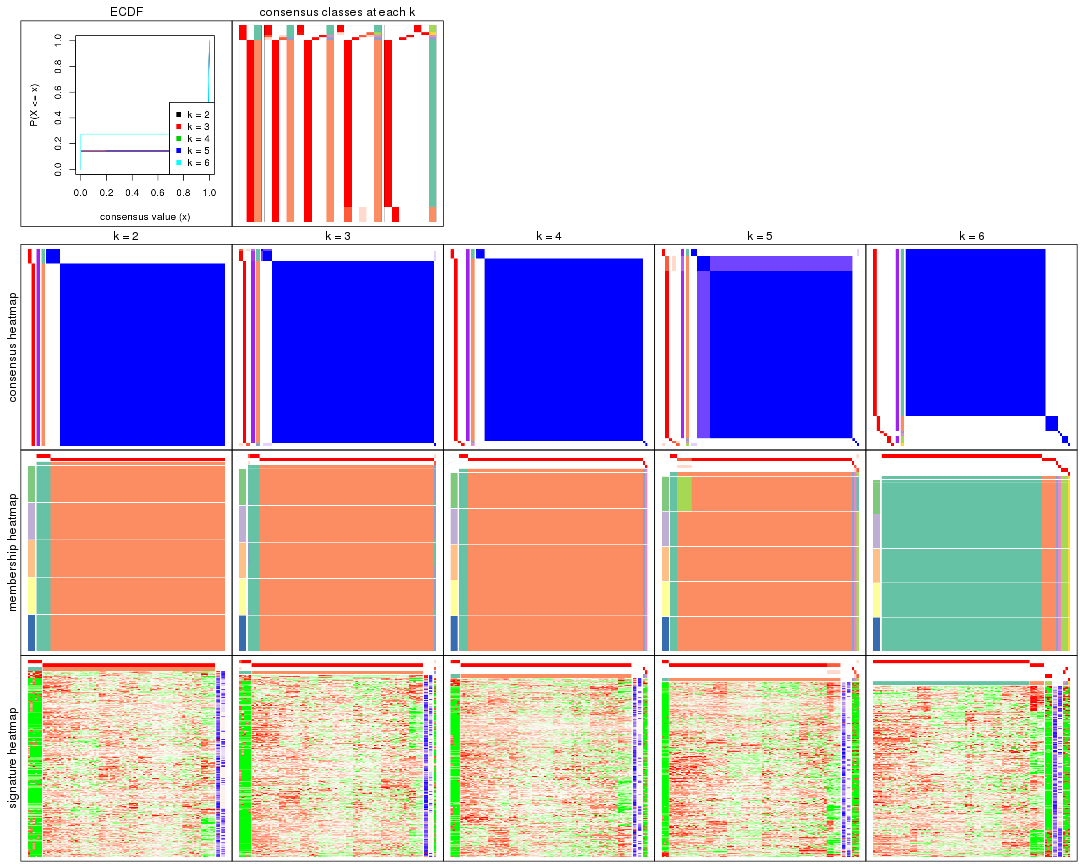 ECDF
consensus classes at each k
P(X <= x)
1.0
0.8
0.6
0.4
0.2
0.0
k = 2
k = 3
k = 4
k = 5
k = 6
0.0 0.2 0.4 0.6 0.8 1.0
consensus value (x)
k = 2 k = 3 k = 4 k = 5 k = 6
consensus heatmap
membership heatmap
signature heatmap